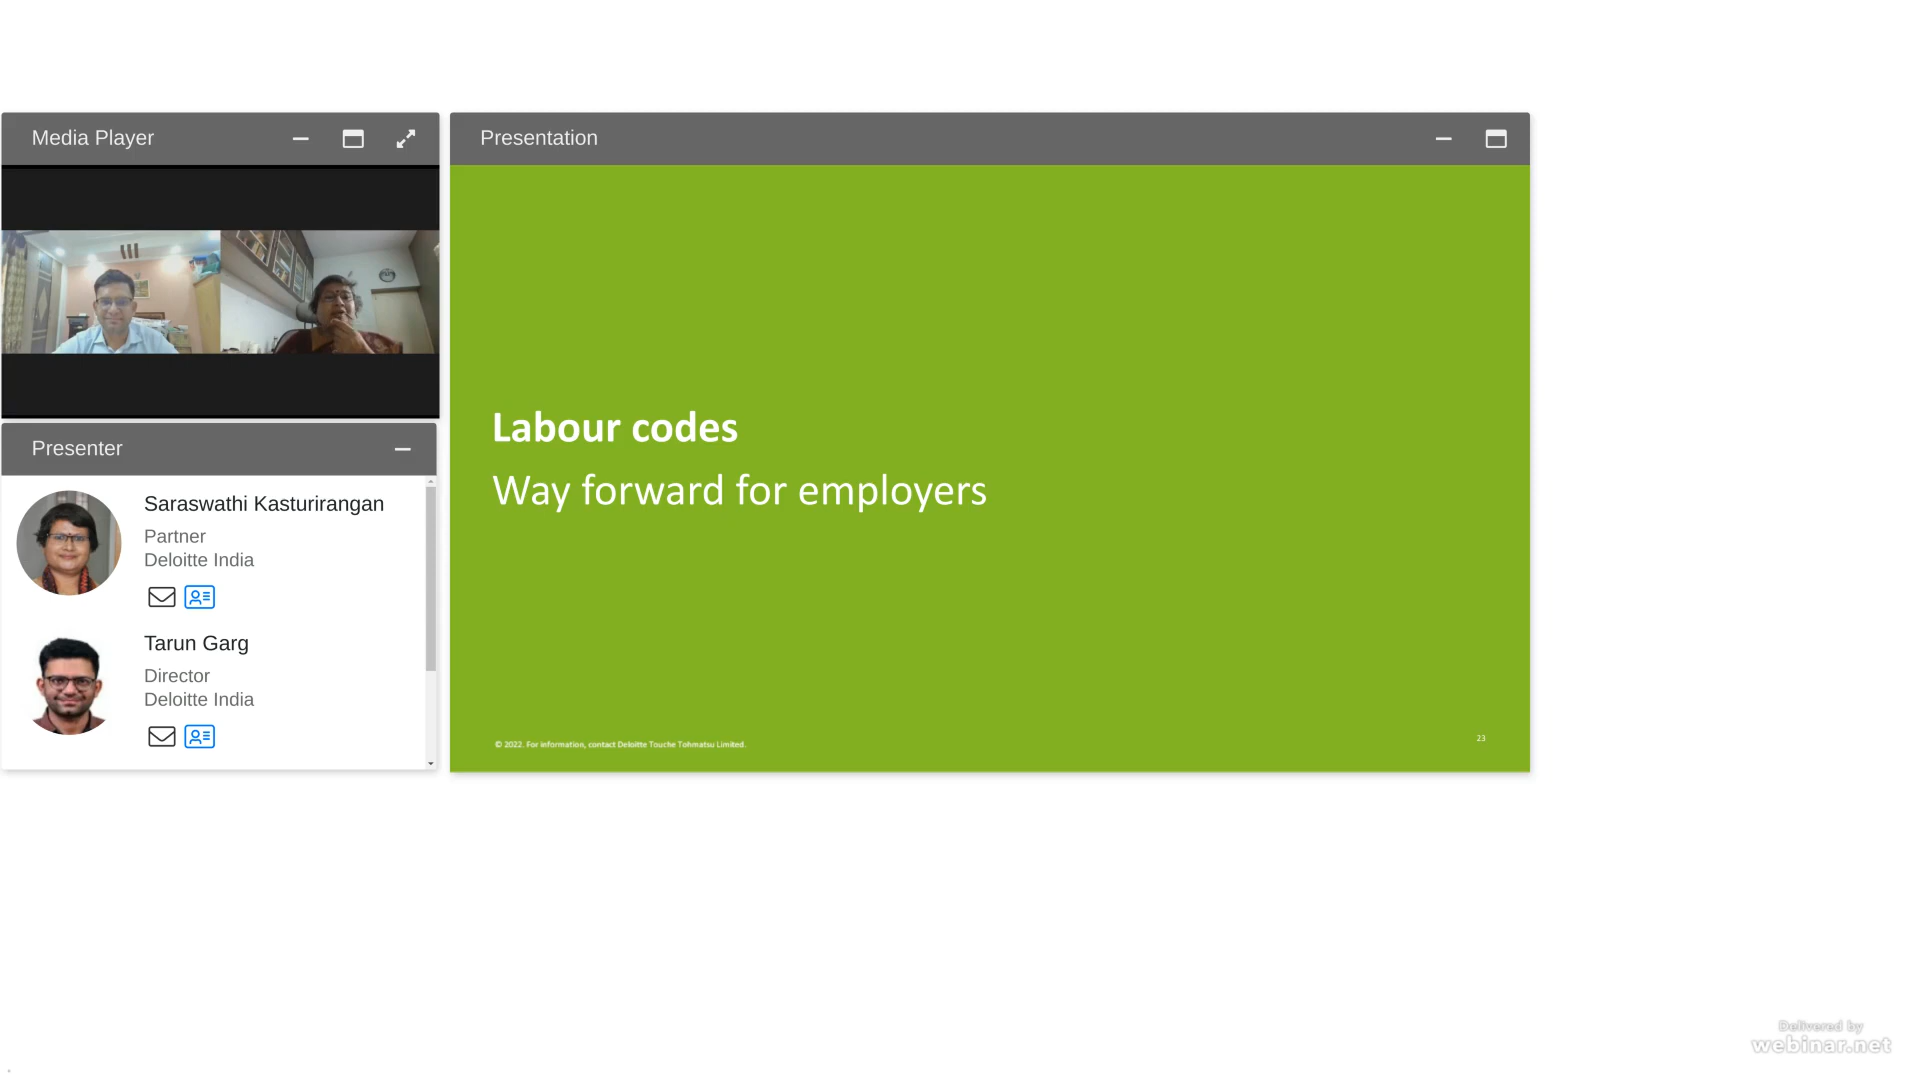 Media Player
Presenter
Saraswathi Kasturirangan
Partner
Deloitte India
Tarun Garg
Director
Deloitte India
Presentation
Labour codes
Way forward for employers
© 2022. For information, contact Deloitte Touche Tohmatsu Limited.
23
Delivered by
webinar.net